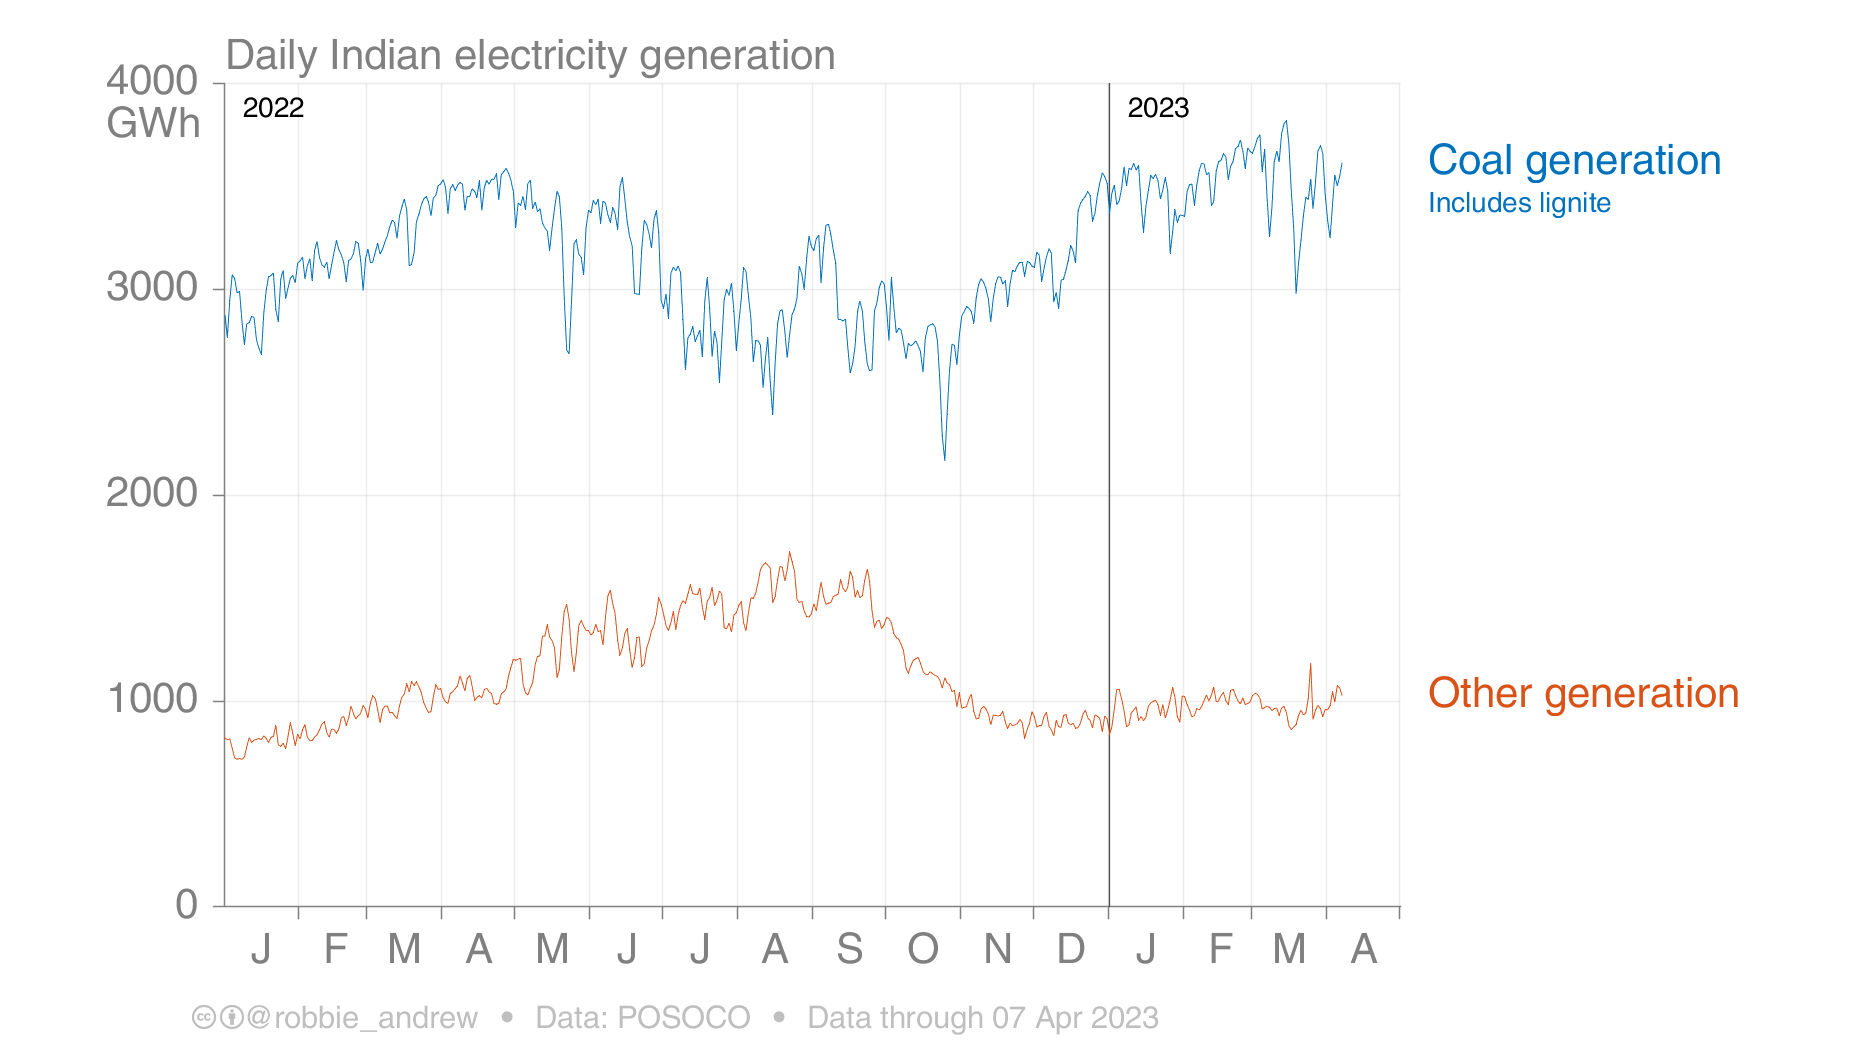 Daily Indian electricity generation
4000
GWh
2022
2023
Coal generation
Includes lignite
3000
2000
1000
Other generation
0
J F M A M J J A S O N D J F M A
@robbie_andrew • Data: POSOCO • Data through 07 Apr 2023